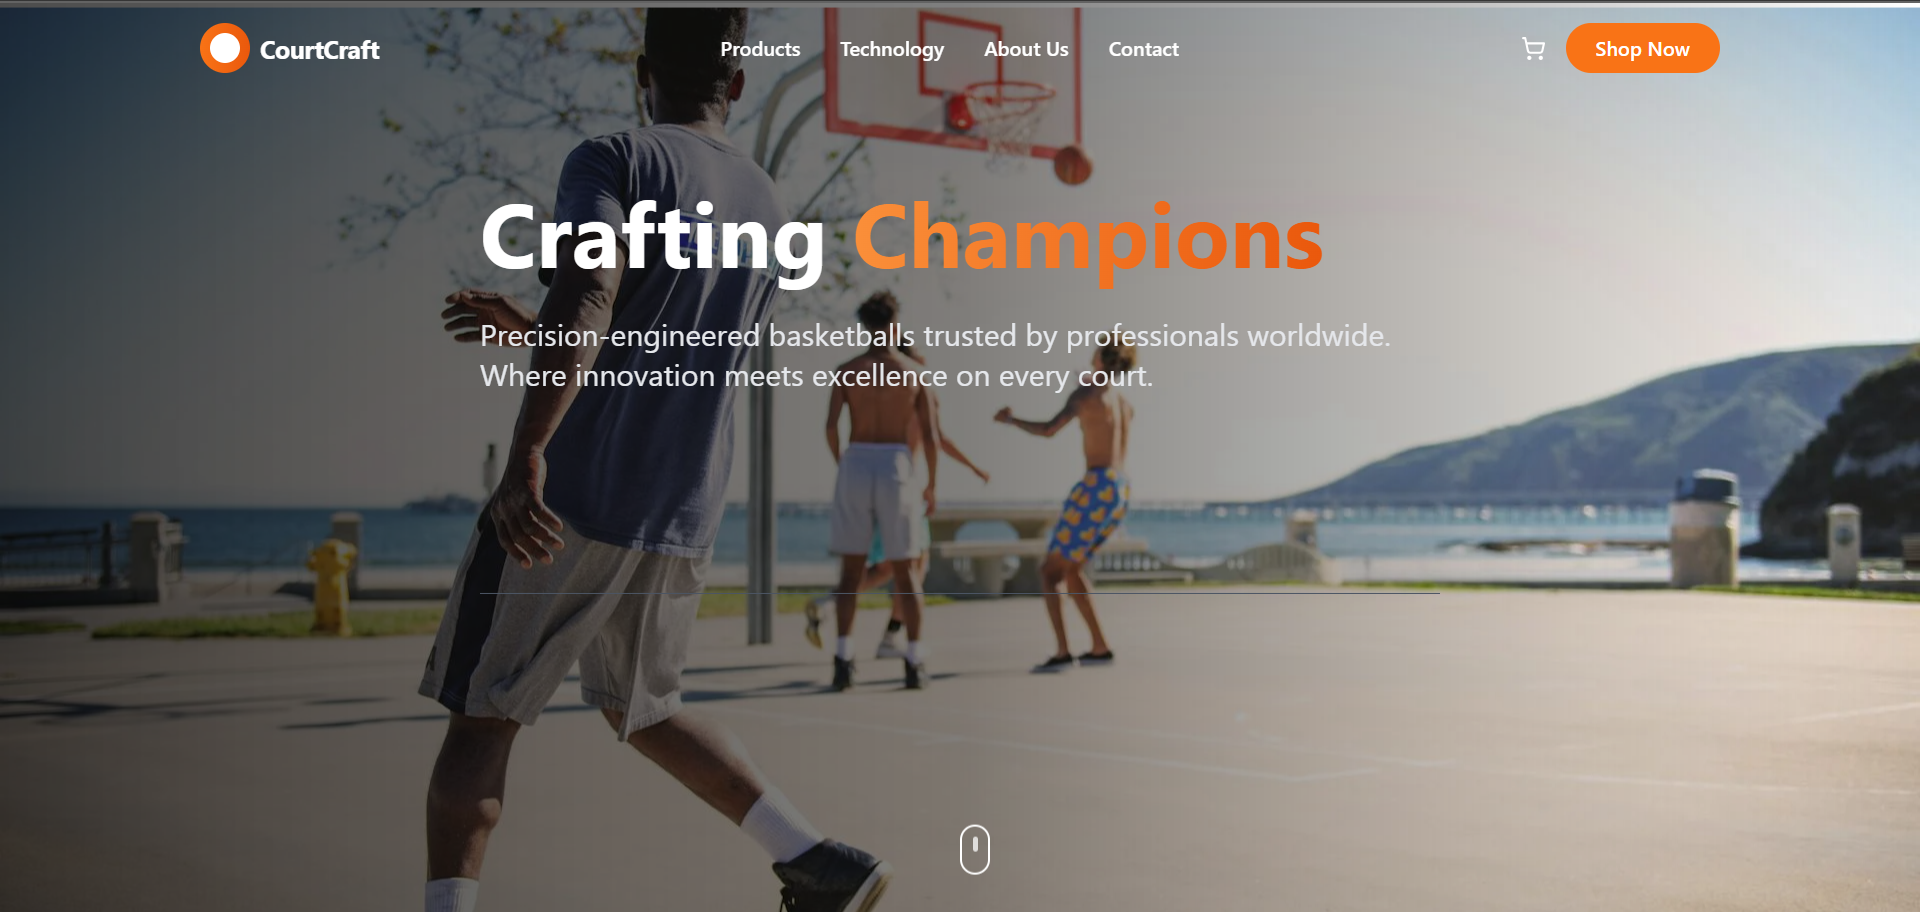 CourtCraft
Products
Technology
About Us
Contact
Shop Now
Crafting Champions
Precision-engineered basketballs trusted by professionals worldwide.
Where innovation meets excellence on every court.